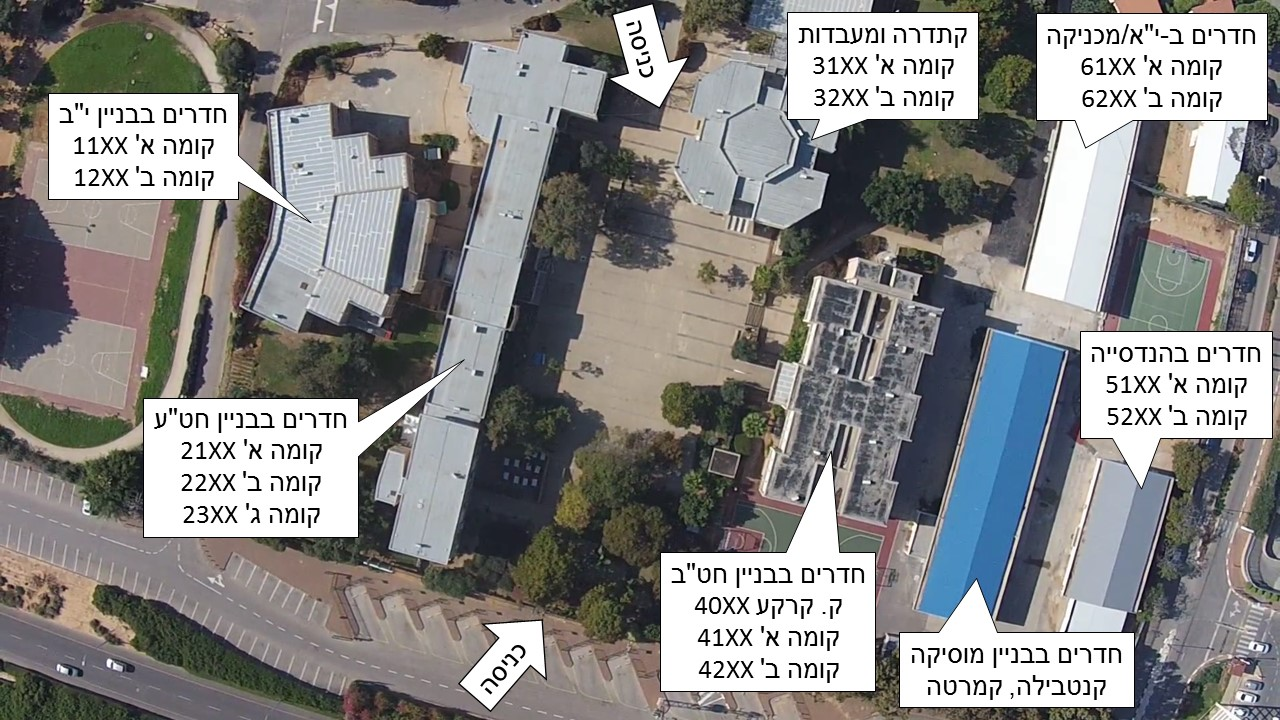 כניסה
קתדרה ומעבדות
קומה א' 31XX
קומה ב' 32XX
חדרים ב-י"א/מכניקה
קומה א' 61XX
קומה ב' 62XX
חדרים בבניין י"ב
קומה א' 11XX
קומה ב' 12XX
חדרים בהנדסייה
קומה א' 51XX
קומה ב' 52XX
חדרים בבניין חט"ע
קומה א' 21XX
קומה ב' 22XX
קומה ג' 23XX
חדרים בבניין חט"ב
ק. קרקע 40XX
קומה א' 41XX
קומה ב' 42XX
חדרים בבניין מוסיקה
קנטבילה, קמרטה
כניסה